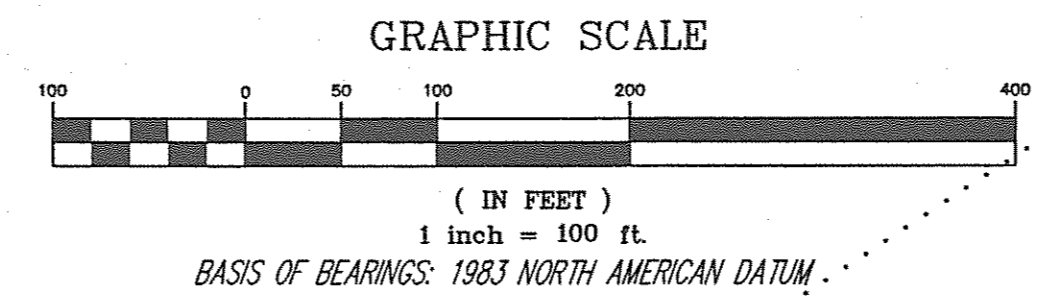 GRAPHIC SCALE
100 0 50 100 200 400
( IN FEET )
1 inch = 100 ft.
BASIS OF BEARINGS: 1983 NORTH AMERICAN DATUM